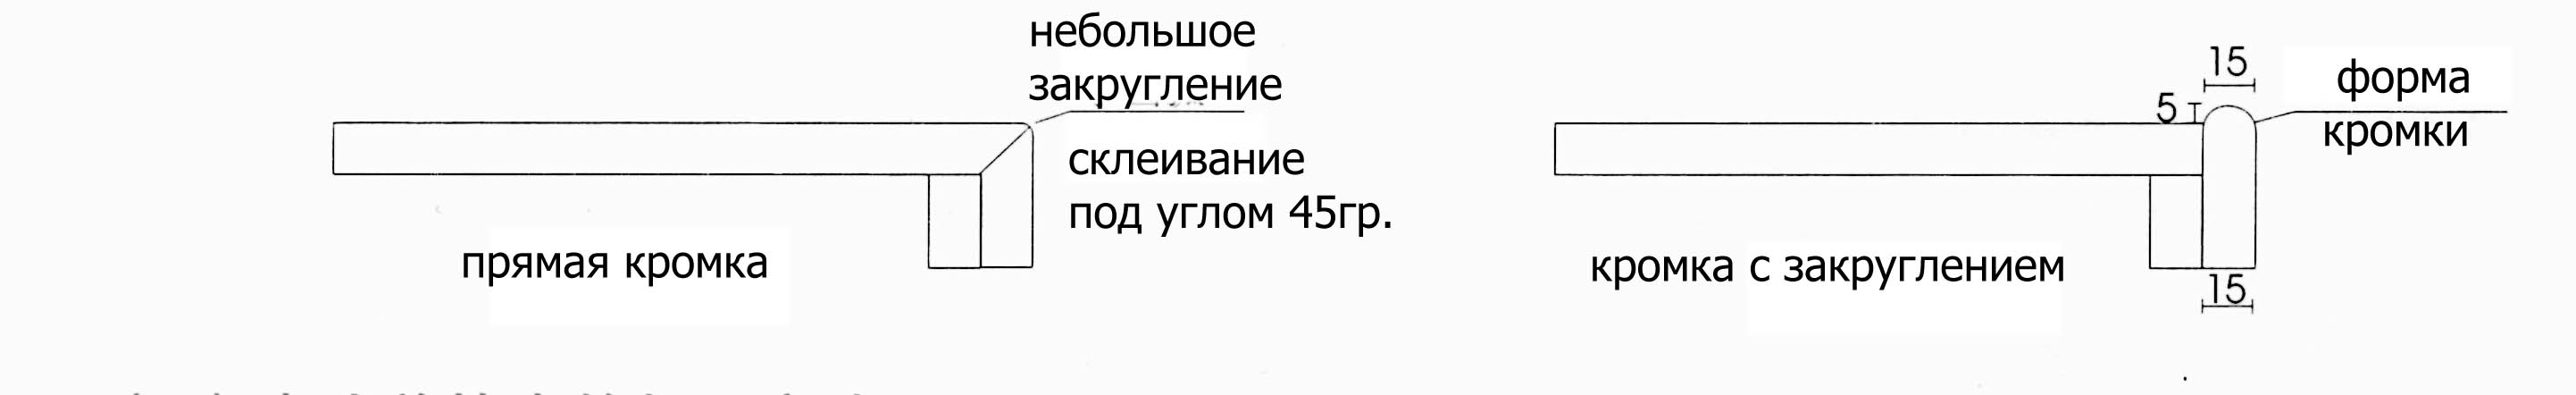 небольшое
закругление
склеивание
под углом 45гр.
прямая кромка
15
5
форма
кромки
кромка с закруглением
15